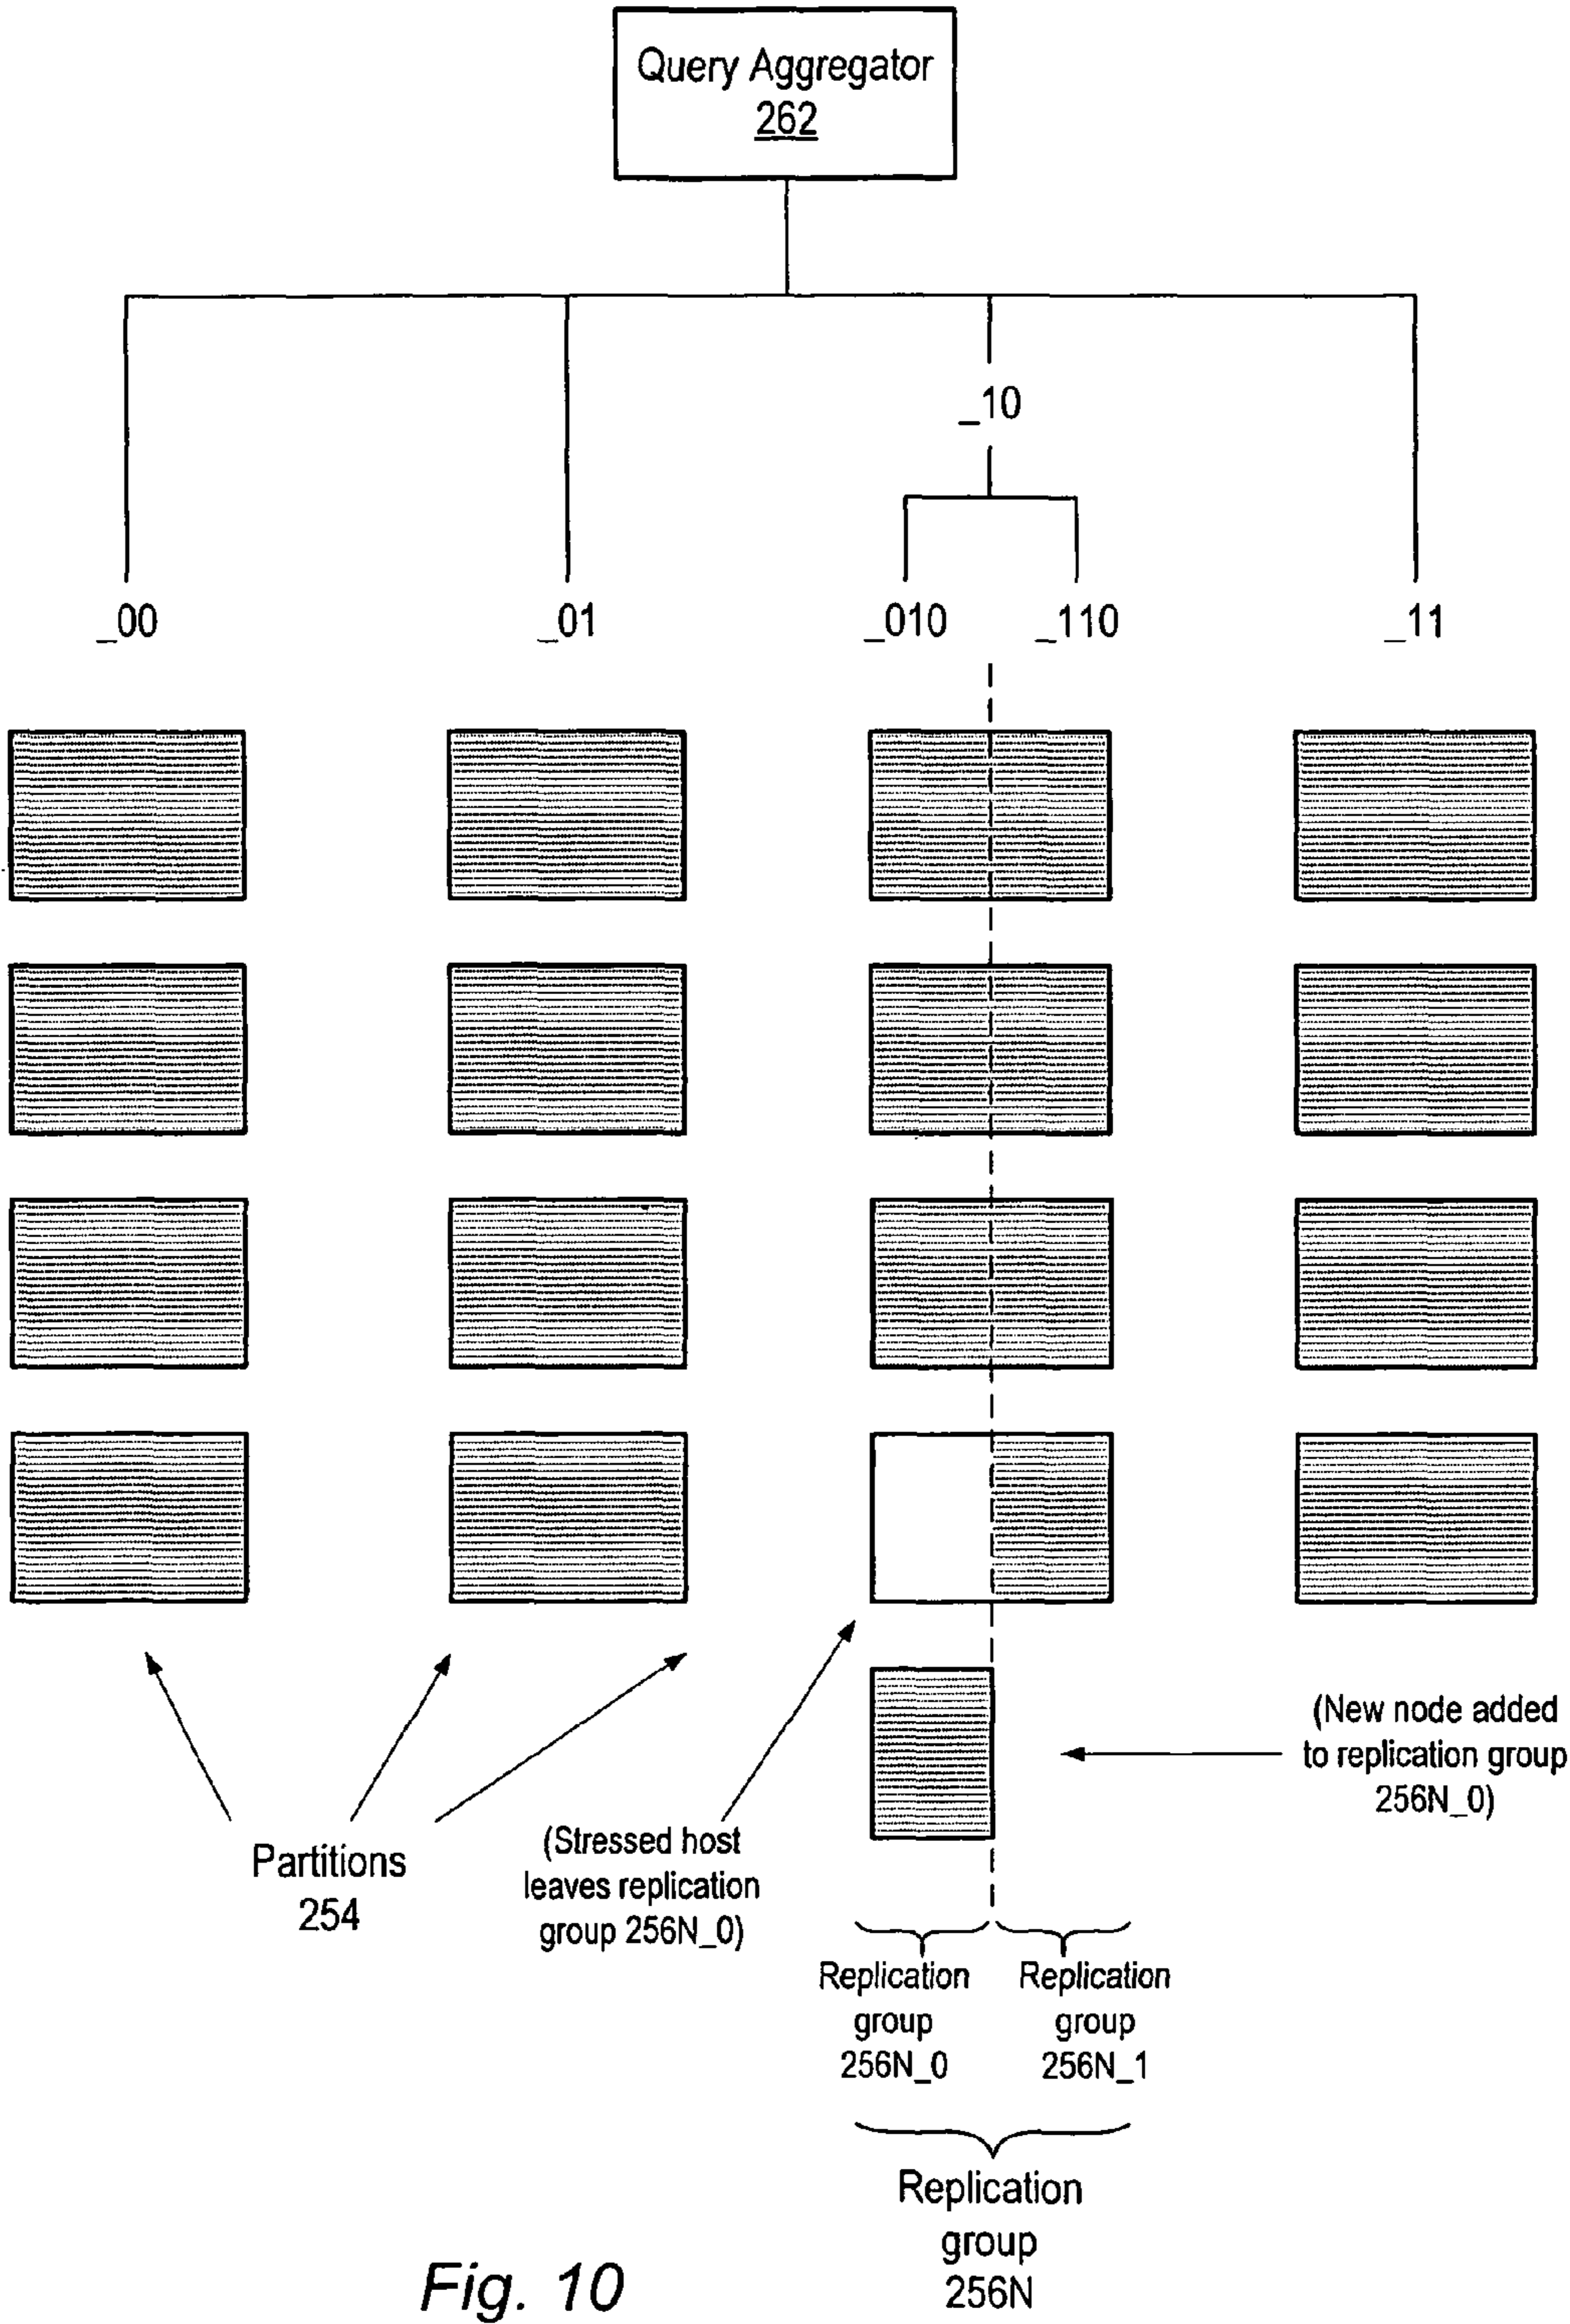 Query Aggregator
262
_10
_00
_01
_010
_110
_11
(New node added
to replication group
256N_0)
Partitions
254
(Stressed host
leaves replication
group 256N_0)
Replication
group
256N_0
Replication
group
256N_1
Replication
group
256N
Fig. 10